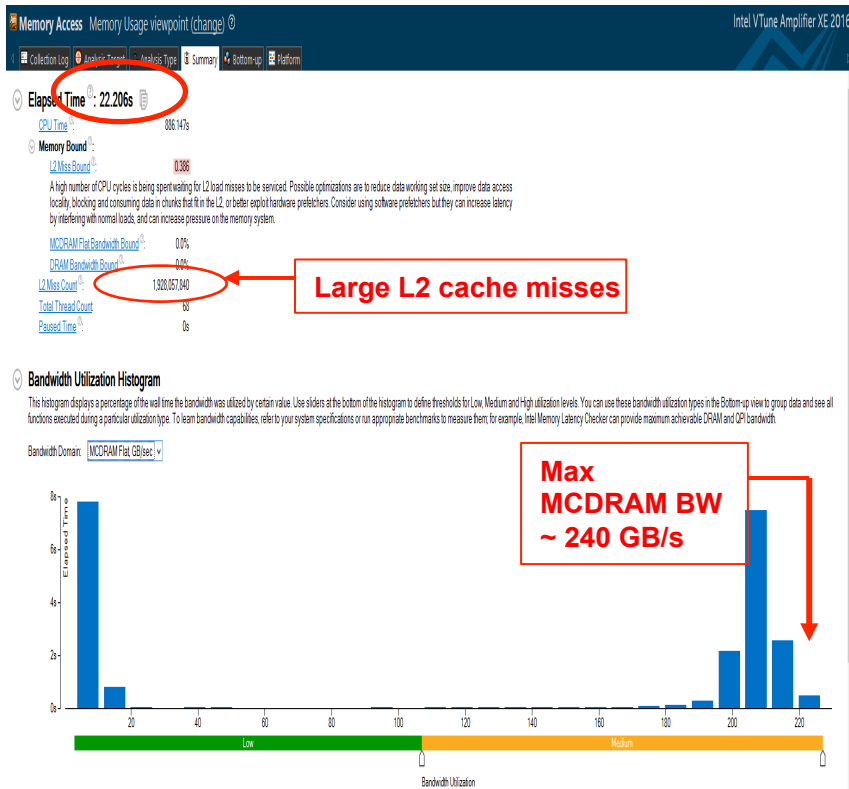 Memory Access Memory Usage viewpoint (change) ?
Intel VTune Amplifier XE 2016
Collection Log Analysis Target Analysis Type Summary Bottom-up Platform
Elapsed Time ?: 22.206s
CPU Time ?: 886.147s
Memory Bound ?:
L2 Miss Bound ?: 0.386
A high number of CPU cycles is being spent waiting for L2 load misses to be serviced. Possible optimizations are to reduce data working set size, improve data access
locality, blocking and consuming data in chunks that fit in the L2, or better exploit hardware prefetchers. Consider using software prefetchers but they can increase latency
by interfering with normal loads, and can increase pressure on the memory system.
MCDRAM Flat Bandwidth Bound ?: 0.0%
DRAM Bandwidth Bound ?: 0.0%
L2 Miss Count ?: 1,928,057,840
Total Thread Count: 68
Paused Time ?: 0s
Large L2 cache misses
Bandwidth Utilization Histogram
This histogram displays a percentage of the wall time the bandwidth was utilized by certain value. Use sliders at the bottom of the histogram to define thresholds for Low, Medium and High utilization levels. You can use these bandwidth utilization types in the Bottom-up view to group data and see all
functions executed during a particular utilization type. To learn bandwidth capabilities, refer to your system specifications or run appropriate benchmarks to measure them; for example, Intel Memory Latency Checker can provide maximum achievable DRAM and QPI bandwidth.
Bandwidth Domain: MCDRAM Flat, GB/sec
Max
MCDRAM BW
~ 240 GB/s
Elapsed Time
8s
6s
4s
2s
0s
20 40 60 80 100 120 140 160 180 200 220
Low Medium
Bandwidth Utilization